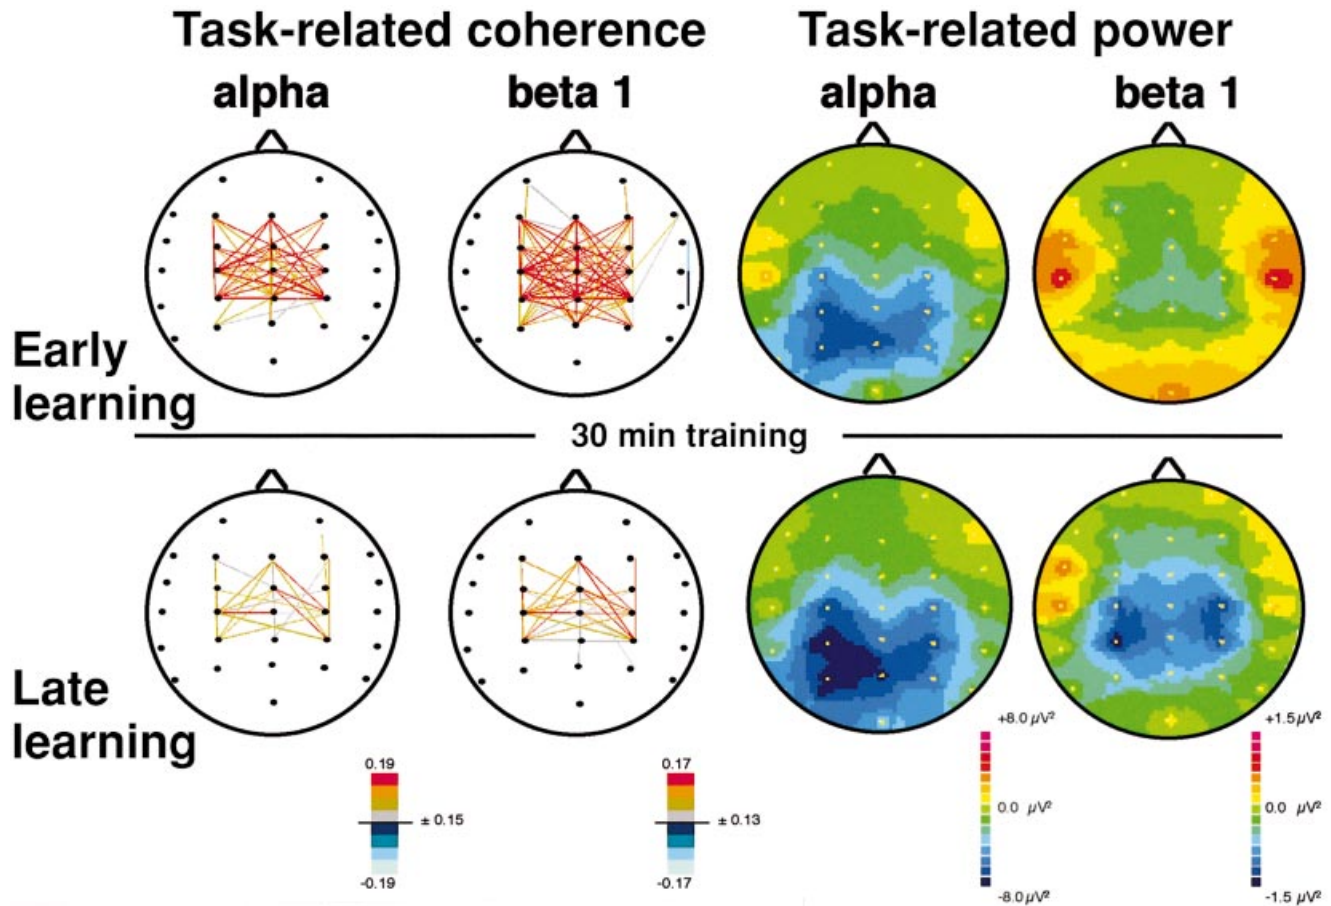 Task-related coherence Task-related power
alpha beta 1 alpha beta 1
Early
learning
30 min training
Late
learning
+8.0 µV² +1.5 µV²
0.19 0.17
0.0 µV² 0.0 µV²
± 0.15 ± 0.13
-0.19 -0.17
-8.0 µV² -1.5 µV²